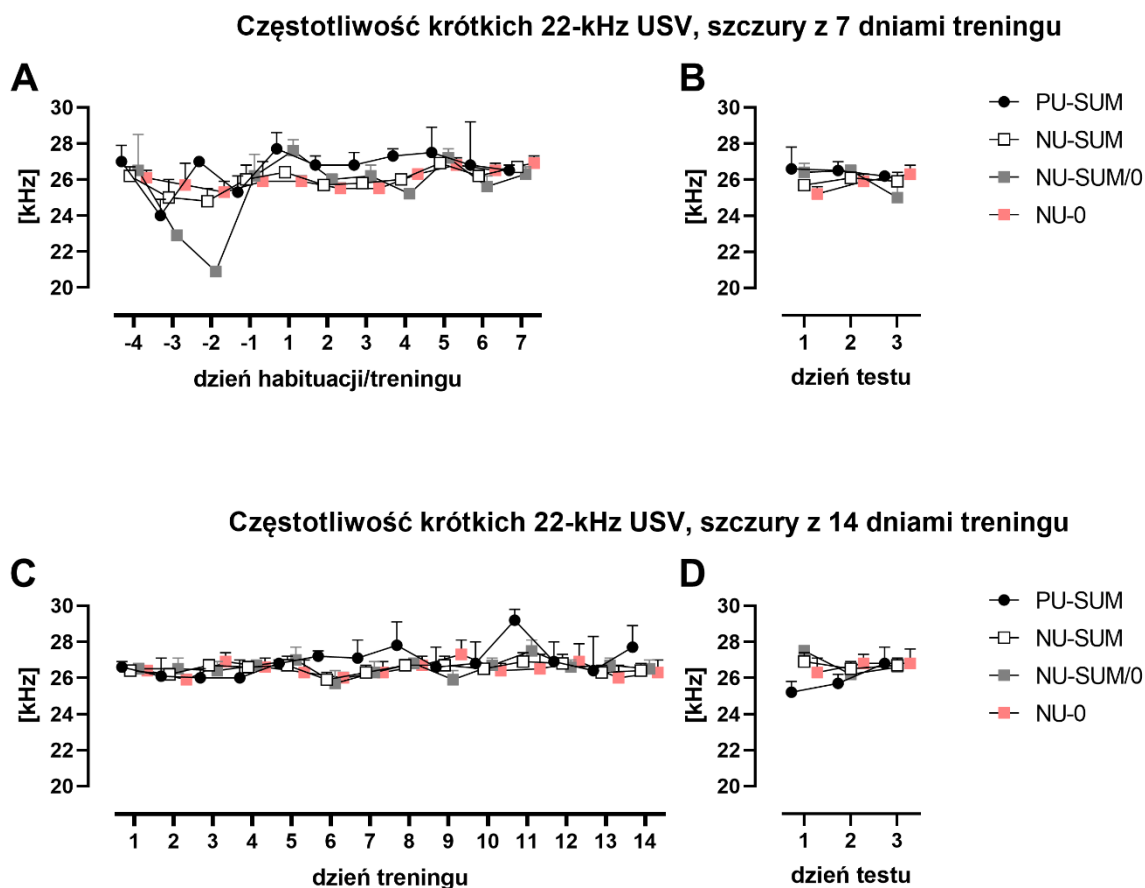 Częstotliwość krótkich 22-kHz USV, szczury z 7 dniami treningu
A
[kHz]
30
28
26
24
22
20
-4 -3 -2 -1 1 2 3 4 5 6 7
dzień habituacji/treningu
B
[kHz]
30
28
26
24
22
20
1 2 3
dzień testu
PU-SUM
NU-SUM
NU-SUM/0
NU-0
Częstotliwość krótkich 22-kHz USV, szczury z 14 dniami treningu
C
[kHz]
30
28
26
24
22
20
1 2 3 4 5 6 7 8 9 10 11 12 13 14
dzień treningu
D
[kHz]
30
28
26
24
22
20
1 2 3
dzień testu
PU-SUM
NU-SUM
NU-SUM/0
NU-0